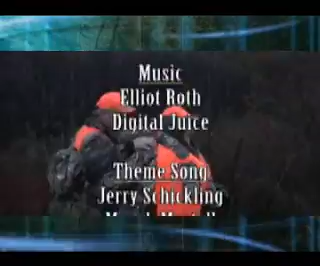 Music
Elliot Roth
Digital Juice
Theme Song
Jerry Schickling